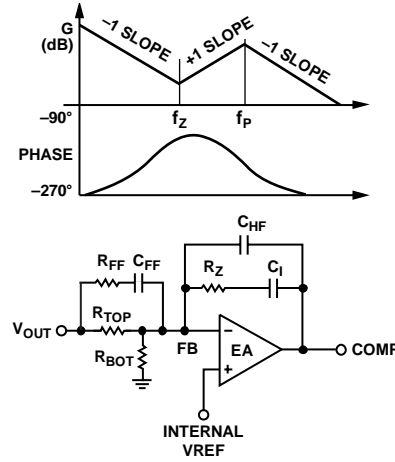 G
(dB)
–1 SLOPE
+1 SLOPE
–1 SLOPE
–90°
fZ
fP
PHASE
–270°
CHF
RFF
CFF
RZ
CI
RTOP
VOUT
RBOT
FB
EA
–
+
COMP
INTERNAL
VREF